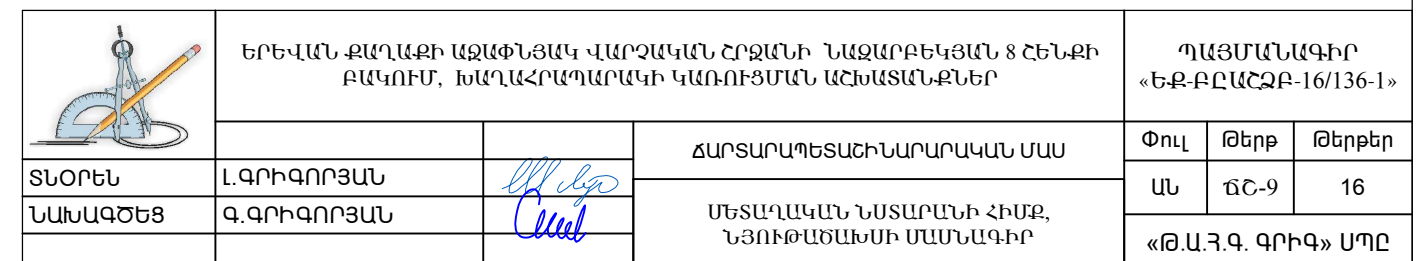 ԵՐԵՎԱՆ ՔԱՂԱՔԻ ԱՋԱՓՆՅԱԿ ՎԱՐՉԱԿԱՆ ՇՐՋԱՆԻ ՆԱԶԱՐԲԵԿՅԱՆ 8 ՇԵՆՔԻ
ԲԱԿՈՒՄ, ԽԱՂԱՀՐԱՊԱՐԱԿԻ ԿԱՌՈՒՑՄԱՆ ԱՇԽԱՏԱՆՔՆԵՐ
ՊԱՅՄԱՆԱԳԻՐ
«ԵՔ-ԲԸԱՇՁԲ-16/136-1»
ՃԱՐՏԱՐԱՊԵՏԱՇԻՆԱՐԱՐԱԿԱՆ ՄԱՍ
Փուլ Թերթ Թերթեր
ՏՆՕՐԵՆ Լ.ԳՐԻԳՈՐՅԱՆ
ԱՆ ՃՇ-9 16
ՆԱԽԱԳԾԵՑ Գ.ԳՐԻԳՈՐՅԱՆ
ՄԵՏԱՂԱԿԱՆ ՆՍՏԱՐԱՆԻ ՀԻՄՔ,
ՆՅՈՒԹԱԾԱԽՍԻ ՄԱՍՆԱԳԻՐ
«Թ.Ա.Գ.Գ. ԳՐԻԳ» ՍՊԸ